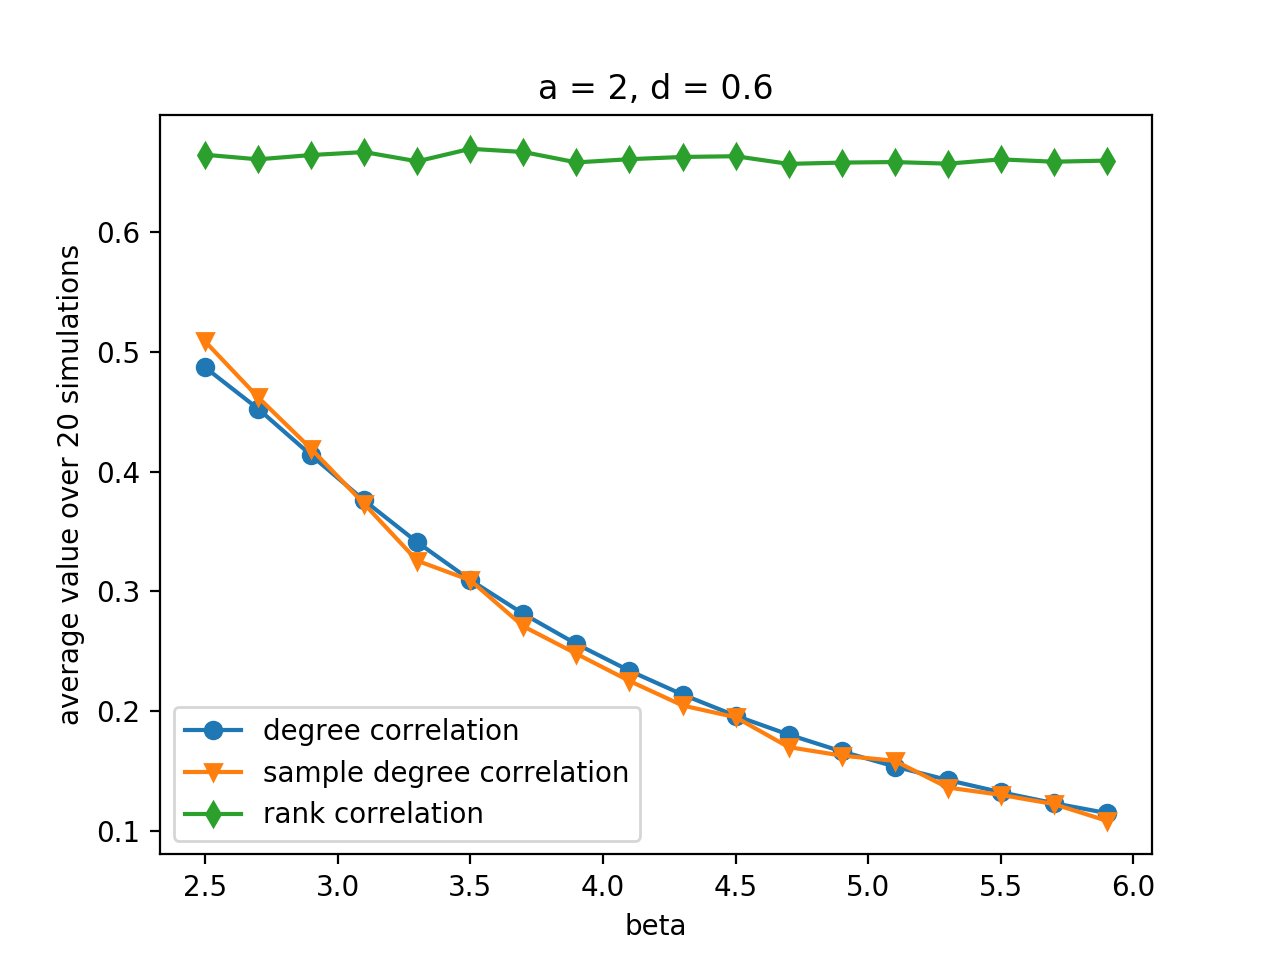 a = 2, d = 0.6
average value over 20 simulations
0.6
0.5
0.4
0.3
0.2
0.1
degree correlation
sample degree correlation
rank correlation
2.5 3.0 3.5 4.0 4.5 5.0 5.5 6.0
beta